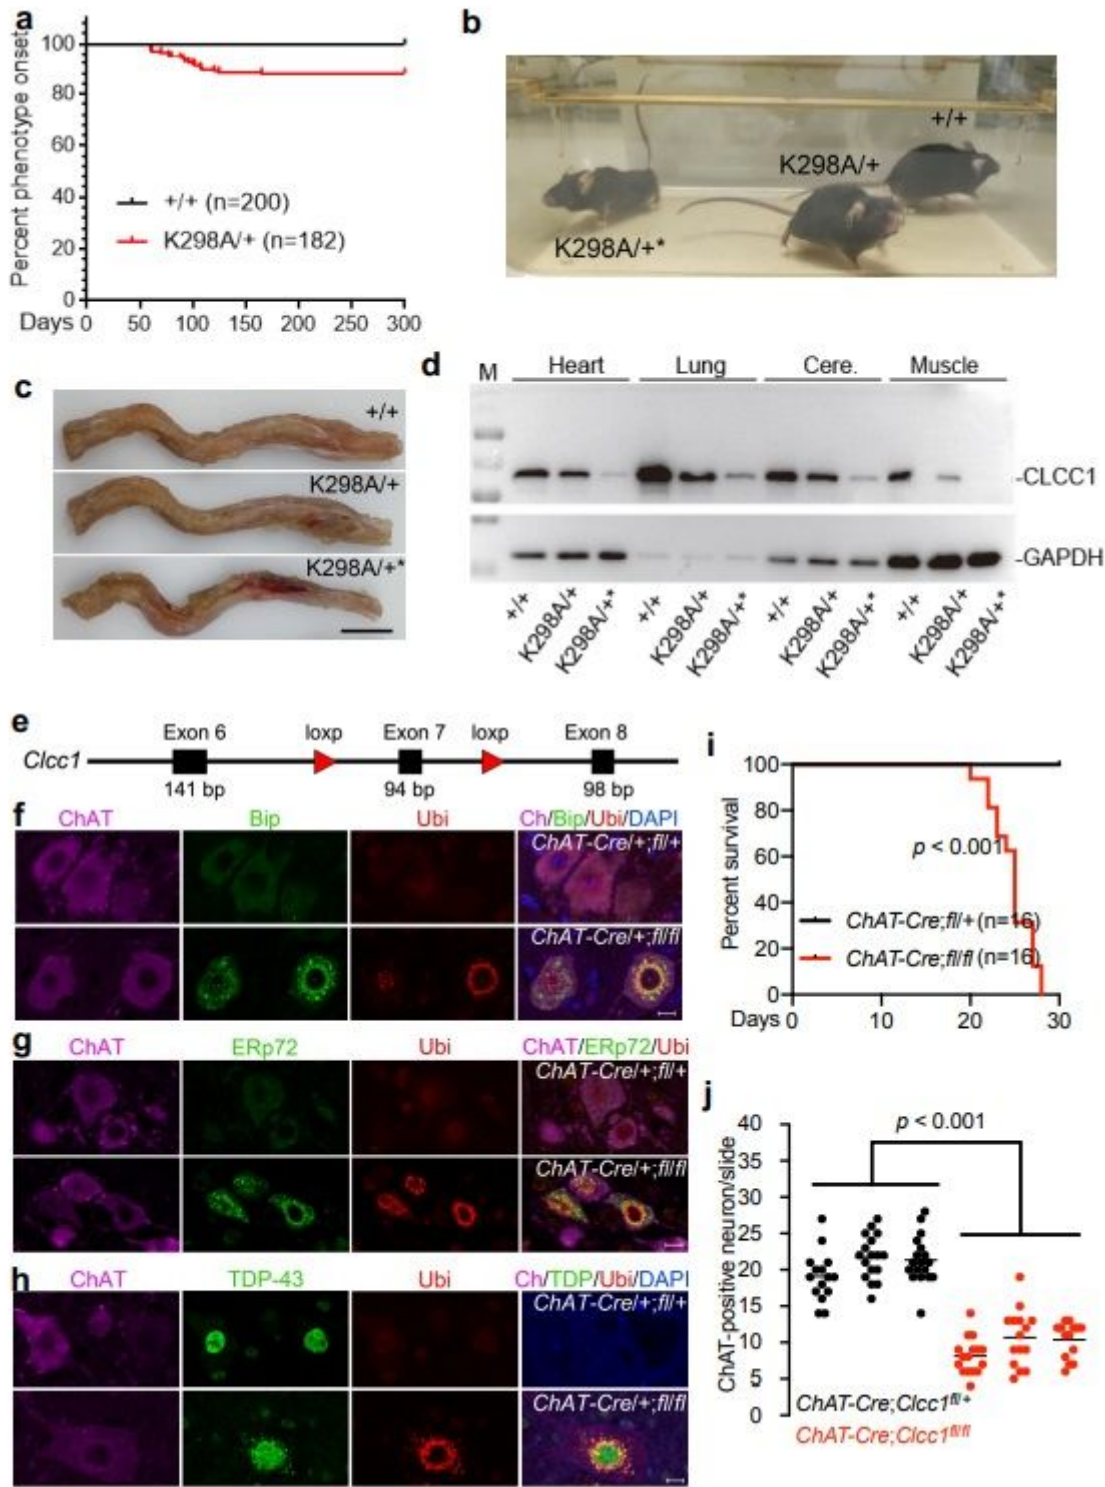 a
Percent phenotype onset
100
80
60
40
20
0
+/+ (n=200)
K298A/+ (n=182)
Days 0 50 100 150 200 250 300
b
+/+
K298A/+
K298A/+*
c
+/+
K298A/+
K298A/+*
d
M Heart Lung Cere. Muscle
-CLCC1
-GAPDH
+/+ K298A/+ K298A/+* +/+ K298A/+ K298A/+* +/+ K298A/+ K298A/+* +/+ K298A/+ K298A/+*
e
Exon 6 loxp Exon 7 loxp Exon 8
Clcc1
141 bp 94 bp 98 bp
f
ChAT Bip Ubi Ch/Bip/Ubi/DAPI
ChAT-Cre/+;fl/+
ChAT-Cre/+;fl/fl
g
ChAT ERp72 Ubi ChAT/ERp72/Ubi
ChAT-Cre/+;fl/+
ChAT-Cre/+;fl/fl
h
ChAT TDP-43 Ubi Ch/TDP/Ubi/DAPI
ChAT-Cre/+;fl/+
ChAT-Cre/+;fl/fl
i
Percent survival
100
80
60
40
20
0
p < 0.001
ChAT-Cre;fl/+ (n=16)
ChAT-Cre;fl/fl (n=16)
Days 0 10 20 30
j
ChAT-positive neuron/slide
40
35
30
25
20
15
10
5
0
p < 0.001
ChAT-Cre;Clcc1fl/+
ChAT-Cre;Clcc1fl/fl